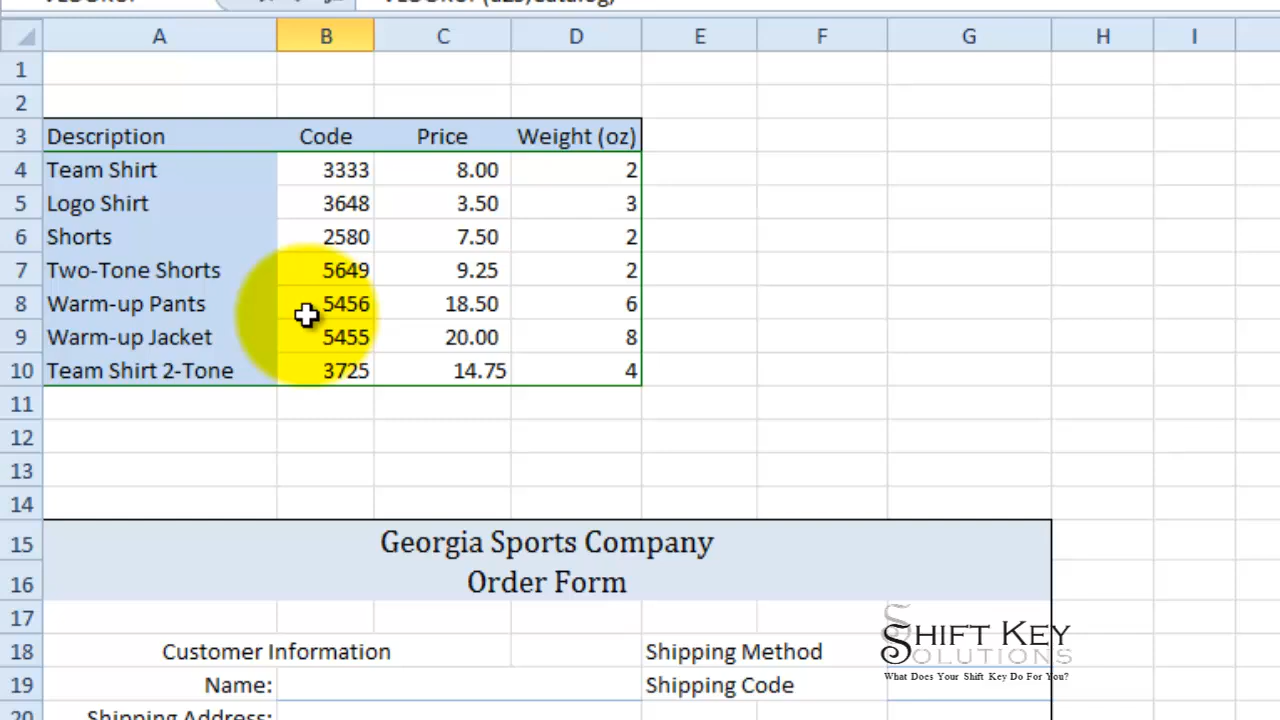 A B C D E F G H I
1
2
3 Description Code Price Weight (oz)
4 Team Shirt 3333 8.00 2
5 Logo Shirt 3648 3.50 3
6 Shorts 2580 7.50 2
7 Two-Tone Shorts 5649 9.25 2
8 Warm-up Pants 5456 18.50 6
9 Warm-up Jacket 5455 20.00 8
10 Team Shirt 2-Tone 3725 14.75 4
11
12
13
14
15 Georgia Sports Company
16 Order Form
17
18 Customer Information Shipping Method
19 Name: Shipping Code
20 Shipping Address:
SHIFT KEY
SOLUTIONS
What Does Your Shift Key Do For You?